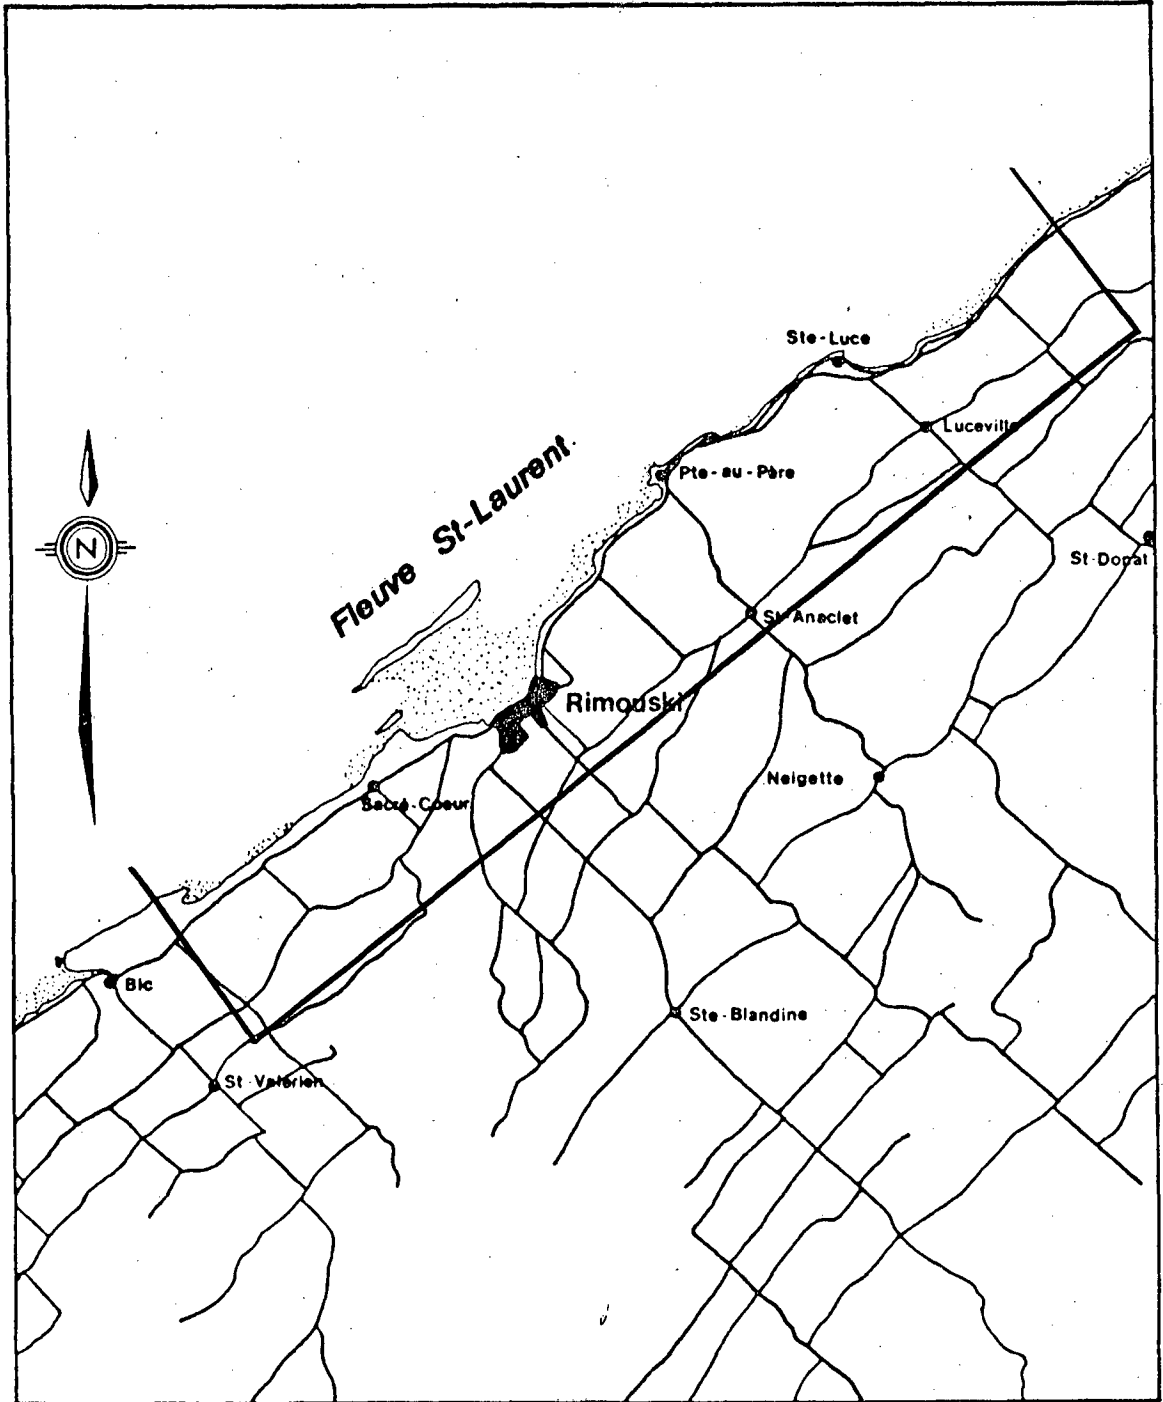 Ste-Luce
Luceville
Fleuve St-Laurent
Pte-au-Père
N
St-Donat
St-Anaclet
Rimouski
Neigette
Sacré-Coeur
Bic
Ste-Blandine
St-Valérien